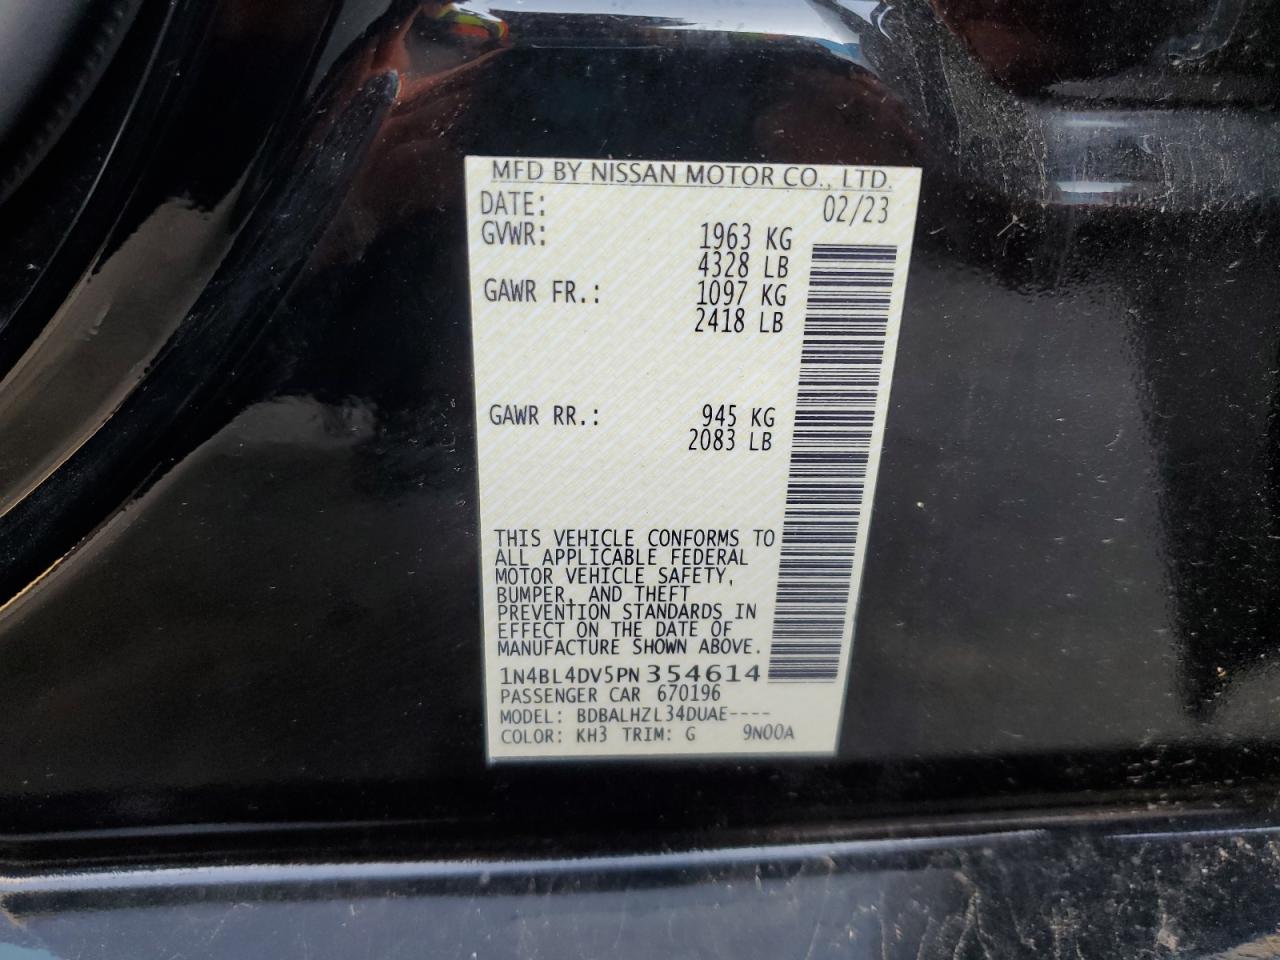 MFD BY NISSAN MOTOR CO., LTD.
DATE: 02/23
GVWR: 1963 KG
4328 LB
GAWR FR.: 1097 KG
2418 LB
GAWR RR.: 945 KG
2083 LB
THIS VEHICLE CONFORMS TO
ALL APPLICABLE FEDERAL
MOTOR VEHICLE SAFETY,
BUMPER, AND THEFT
PREVENTION STANDARDS IN
EFFECT ON THE DATE OF
MANUFACTURE SHOWN ABOVE.
1N4BL4DV5PN354614
PASSENGER CAR 670196
MODEL: BDBALHZL34DUAE----
COLOR: KH3 TRIM: G 9N00A